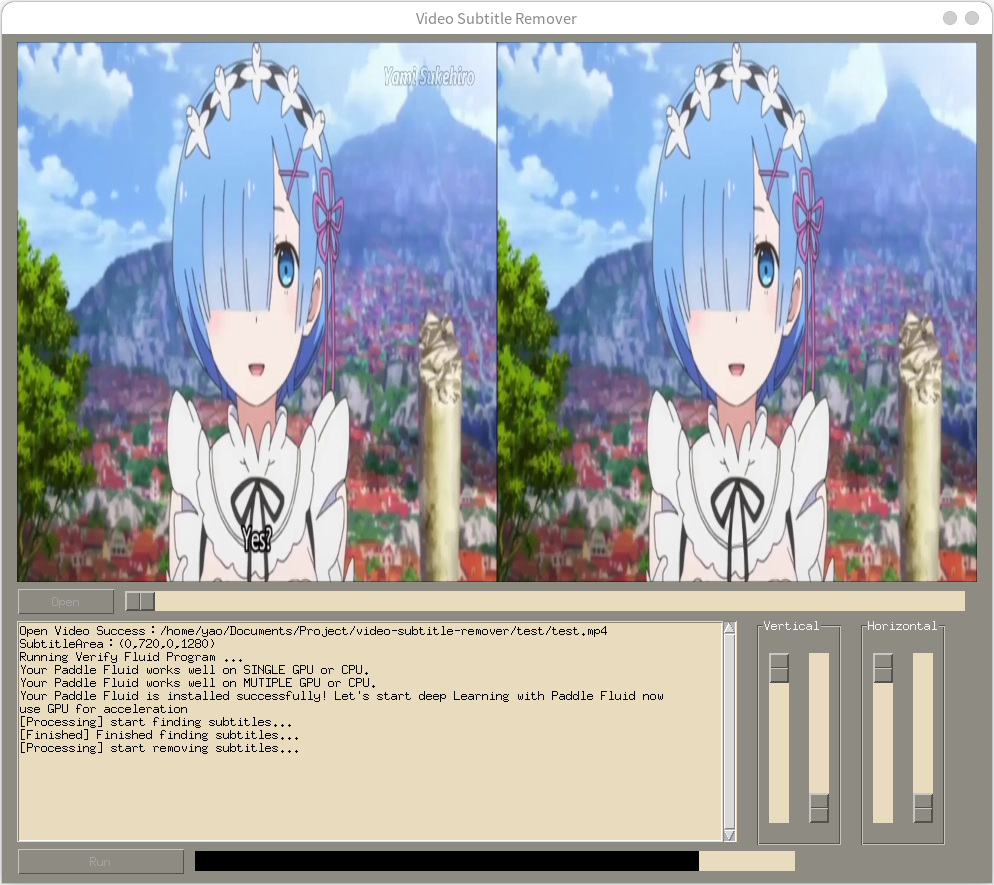 Video Subtitle Remover
Yami Sukehiro
Yes?
Open
Open Video Success：/home/yao/Documents/Project/video-subtitle-remover/test/test.mp4
SubtitleArea：(0,720,0,1280)
Running Verify Fluid Program ...
Your Paddle Fluid works well on SINGLE GPU or CPU.
Your Paddle Fluid works well on MUTIPLE GPU or CPU.
Your Paddle Fluid is installed successfully! Let's start deep Learning with Paddle Fluid now
use GPU for acceleration
[Processing] start finding subtitles...
[Finished] Finished finding subtitles...
[Processing] start removing subtitles...
Vertical
Horizontal
Run